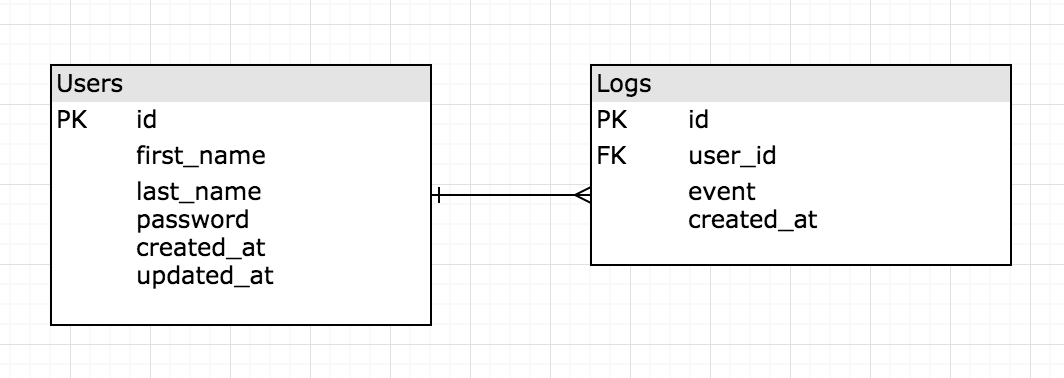 Users
PK id
first_name
last_name
password
created_at
updated_at
Logs
PK id
FK user_id
event
created_at